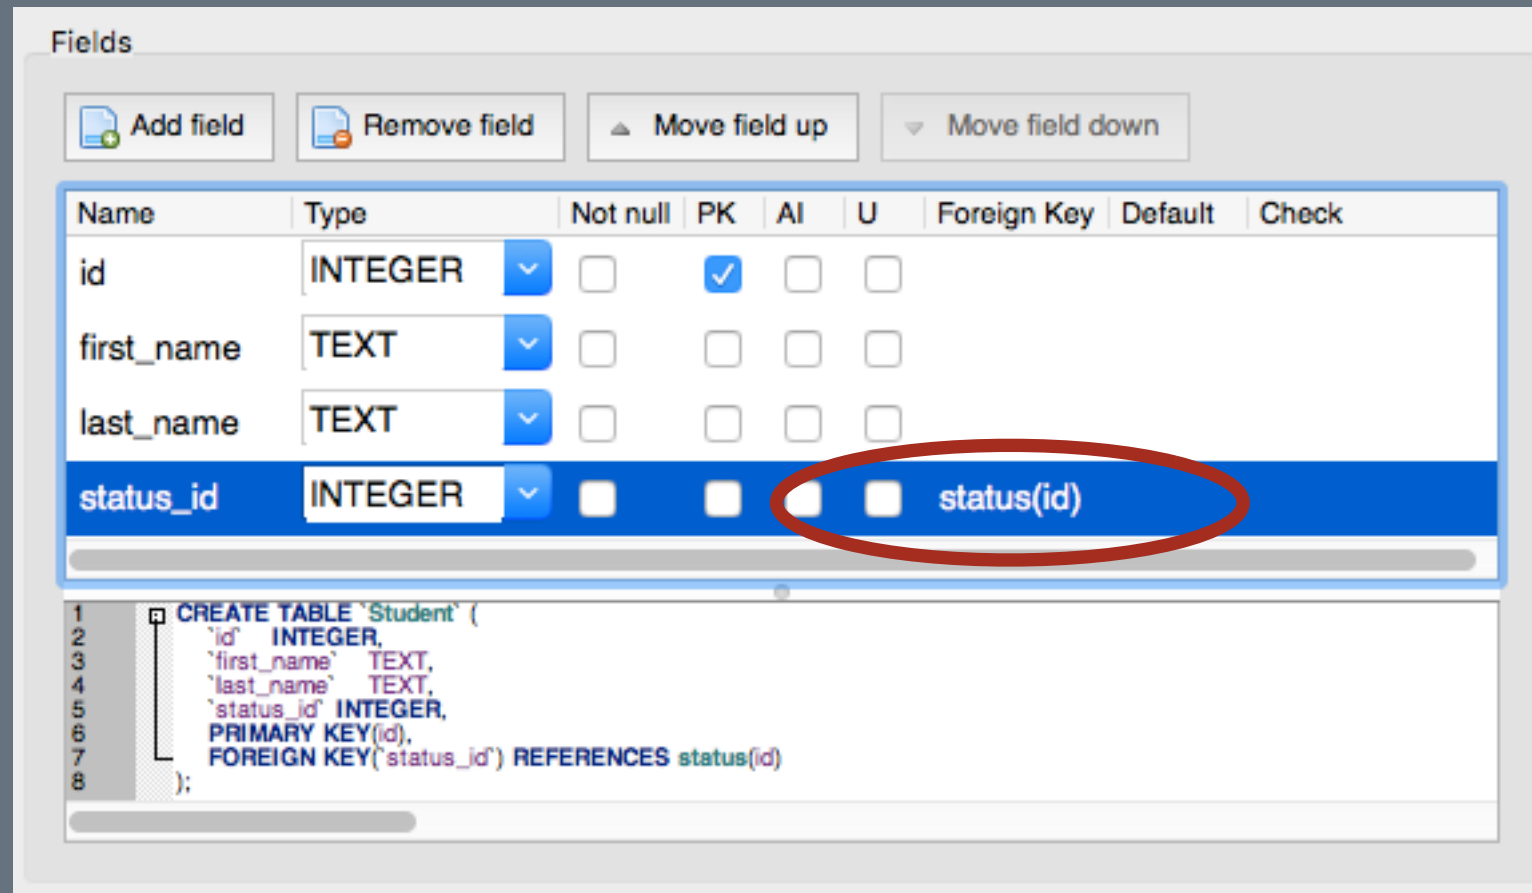 Fields
Add field Remove field Move field up Move field down
Name Type Not null PK AI U Foreign Key Default Check
id INTEGER
first_name TEXT
last_name TEXT
status_id INTEGER status(id)
1 CREATE TABLE `Student` (
2 `id` INTEGER,
3 `first_name` TEXT,
4 `last_name` TEXT,
5 `status_id` INTEGER,
6 PRIMARY KEY(id),
7 FOREIGN KEY(`status_id`) REFERENCES status(id)
8 );